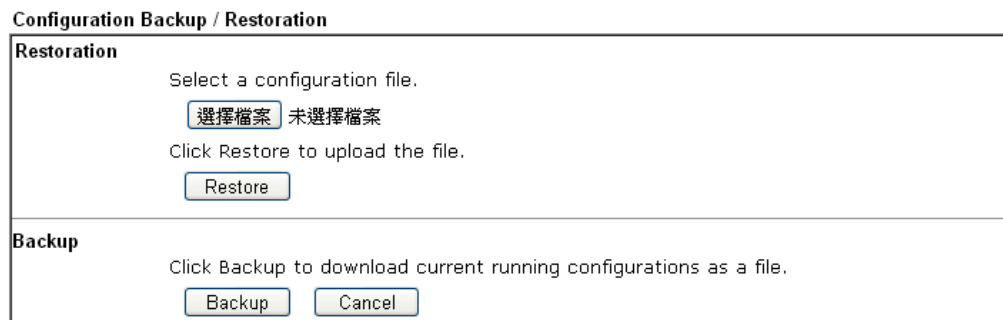 Configuration Backup / Restoration
Restoration
Select a configuration file.
選擇檔案 未選擇檔案
Click Restore to upload the file.
Restore
Backup
Click Backup to download current running configurations as a file.
Backup Cancel